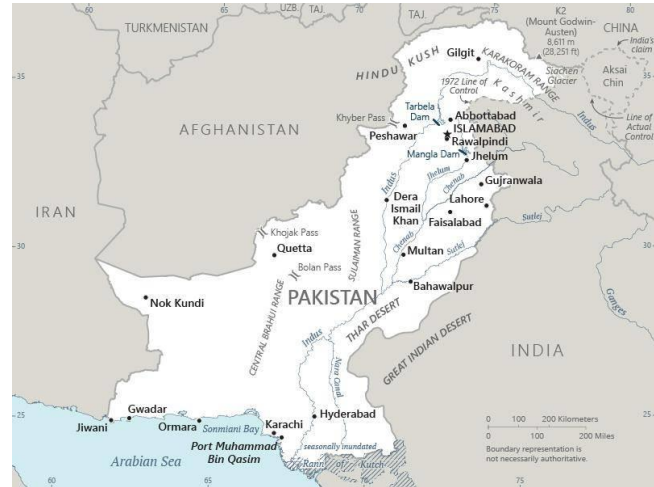 60
65
UZB.
TAJ.
TAJ.
75
K2
(Mount Godwin-
Austen)
8,611 m
(28,251 ft)
80
CHINA
India's
claim
TURKMENISTAN
HINDU KUSH
Gilgit
KARAKORAM RANGE
Siachen
Glacier
Aksai
Chin
35
35
1972 Line of
Control
Kashmir
Indus
Line of
Actual
Control
Tarbela
Dam
Khyber Pass
Abbottabad
ISLAMABAD
Rawalpindi
Peshawar
AFGHANISTAN
Mangla Dam
Jhelum
Jhelum
Chenab
Gujranwala
Indus
Dera
Ismail
Khan
Lahore
Faisalabad
Sutlej
IRAN
30
30
Khojak Pass
Quetta
SULAIMAN RANGE
Chenab
Multan
Sutlej
Bolan Pass
Bahawalpur
Nok Kundi
PAKISTAN
CENTRAL BRAHUI RANGE
THAR DESERT
GREAT INDIAN DESERT
Ganges
Indus
Nara Canal
INDIA
25
25
Gwadar
Jiwani
Ormara
Sonmiani Bay
Karachi
Hyderabad
Port Muhammad
Bin Qasim
seasonally inundated
Rann of Kutch
Arabian Sea
0 100 200 Kilometers
0 100 200 Miles
Boundary representation is
not necessarily authoritative.
65
70
75